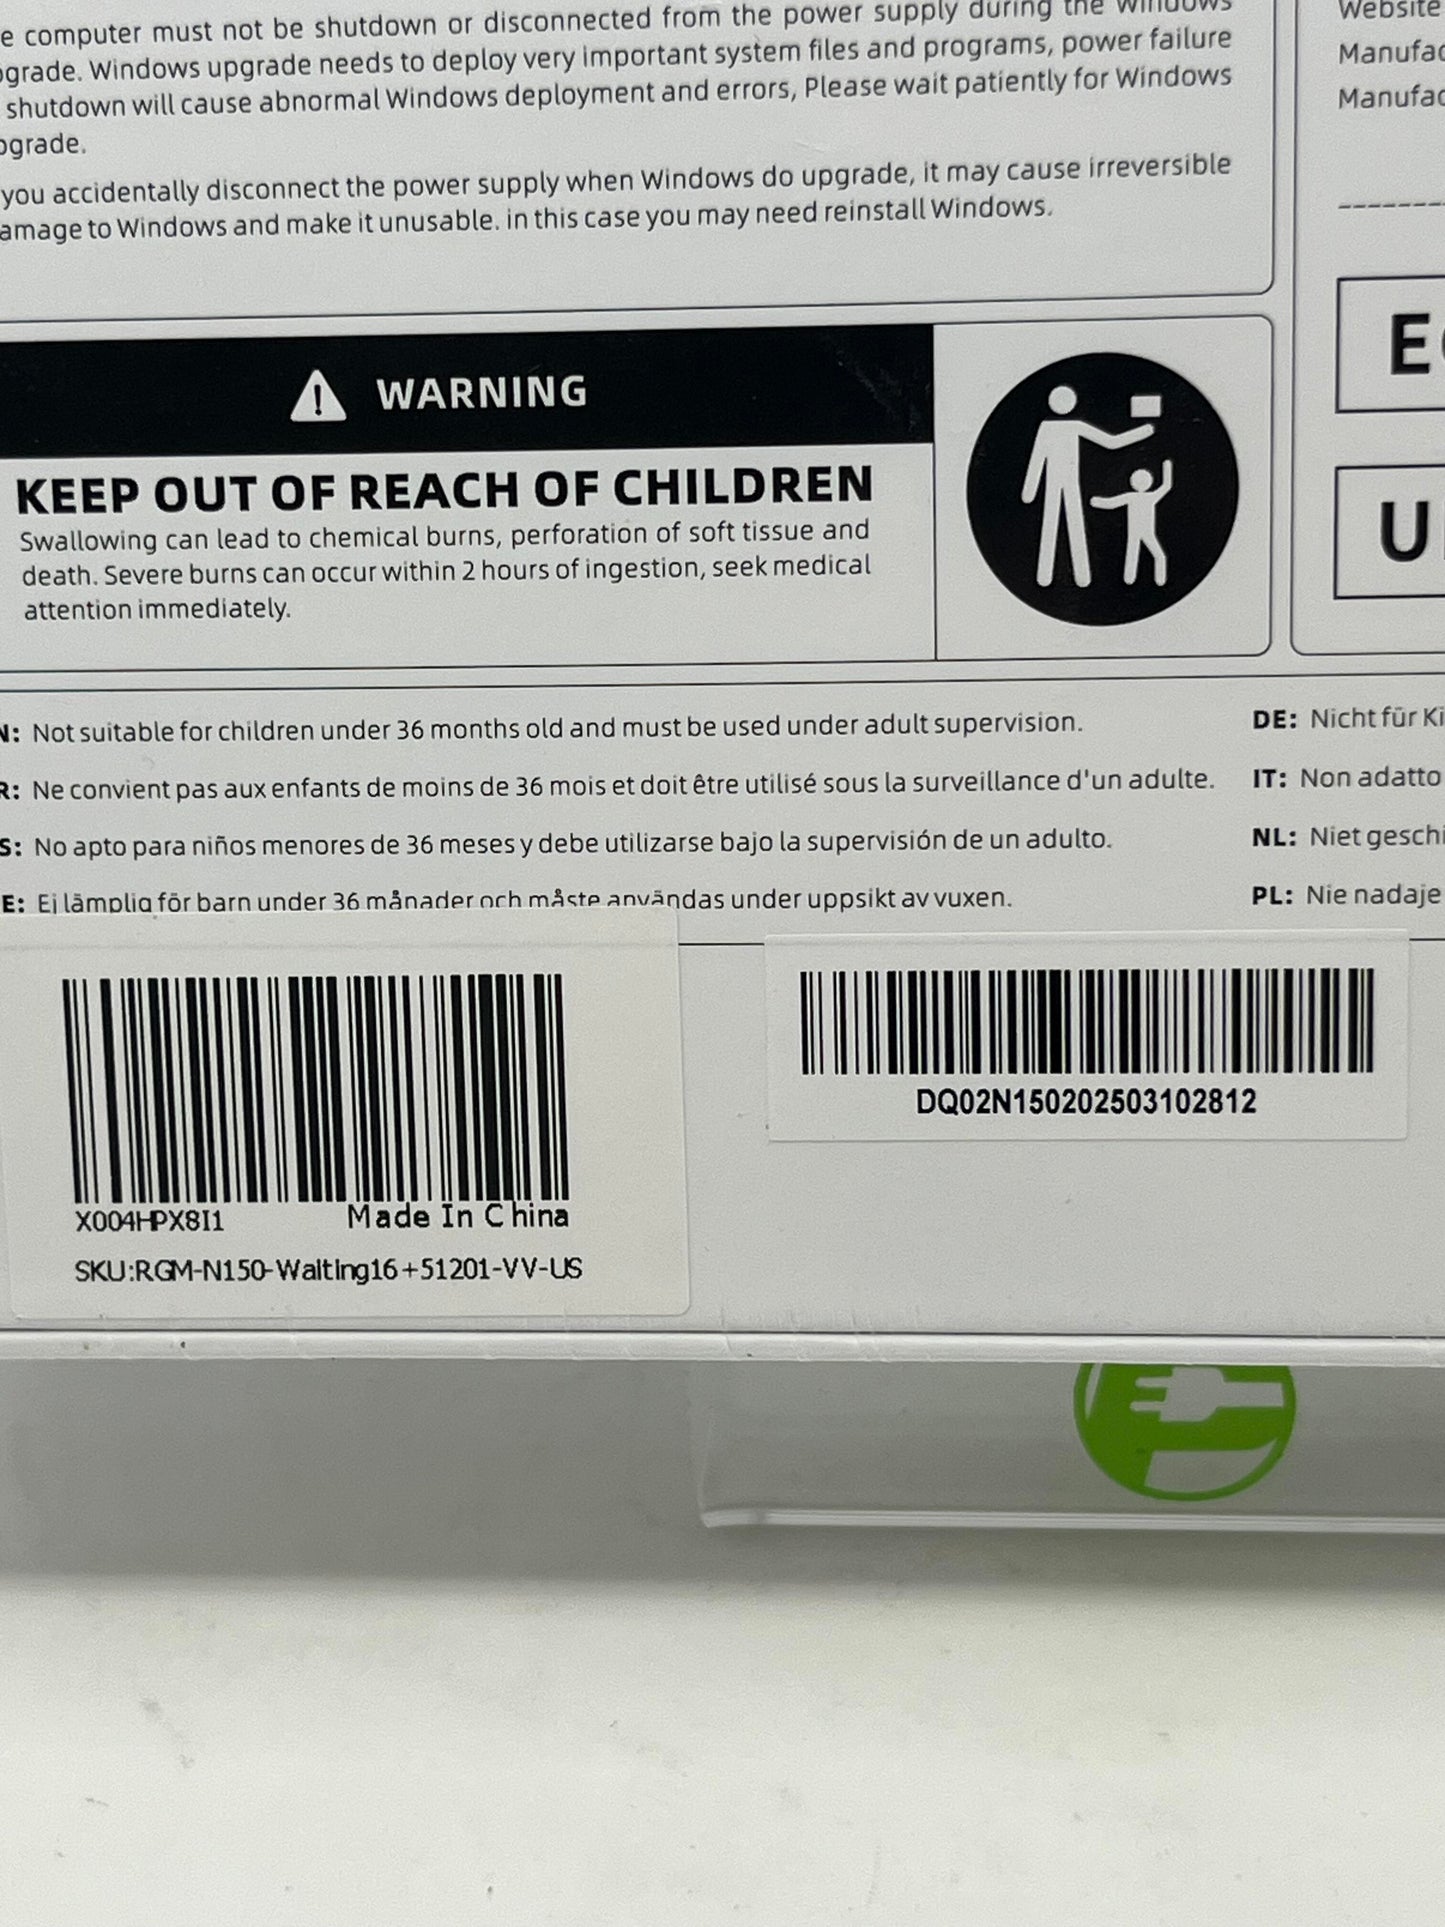 e computer must not be shutdown or disconnected from the power supply during the Windows
pgrade. Windows upgrade needs to deploy very important system files and programs, power failure
shutdown will cause abnormal Windows deployment and errors, Please wait patiently for Windows
pgrade.
you accidentally disconnect the power supply when Windows do upgrade, it may cause irreversible
amage to Windows and make it unusable. in this case you may need reinstall Windows.
Website
Manufac
Manufac
E
U
WARNING
KEEP OUT OF REACH OF CHILDREN
Swallowing can lead to chemical burns, perforation of soft tissue and
death. Severe burns can occur within 2 hours of ingestion, seek medical
attention immediately.
N: Not suitable for children under 36 months old and must be used under adult supervision.
R: Ne convient pas aux enfants de moins de 36 mois et doit être utilisé sous la surveillance d'un adulte.
S: No apto para niños menores de 36 meses y debe utilizarse bajo la supervisión de un adulto.
E: Ej lämplig för barn under 36 månader och måste användas under uppsikt av vuxen.
DE: Nicht für Ki
IT: Non adatto
NL: Niet geschi
PL: Nie nadaje
X004HPX8I1 Made In China
SKU:RGM-N150-Waiting16+51201-VV-US
DQ02N150202503102812